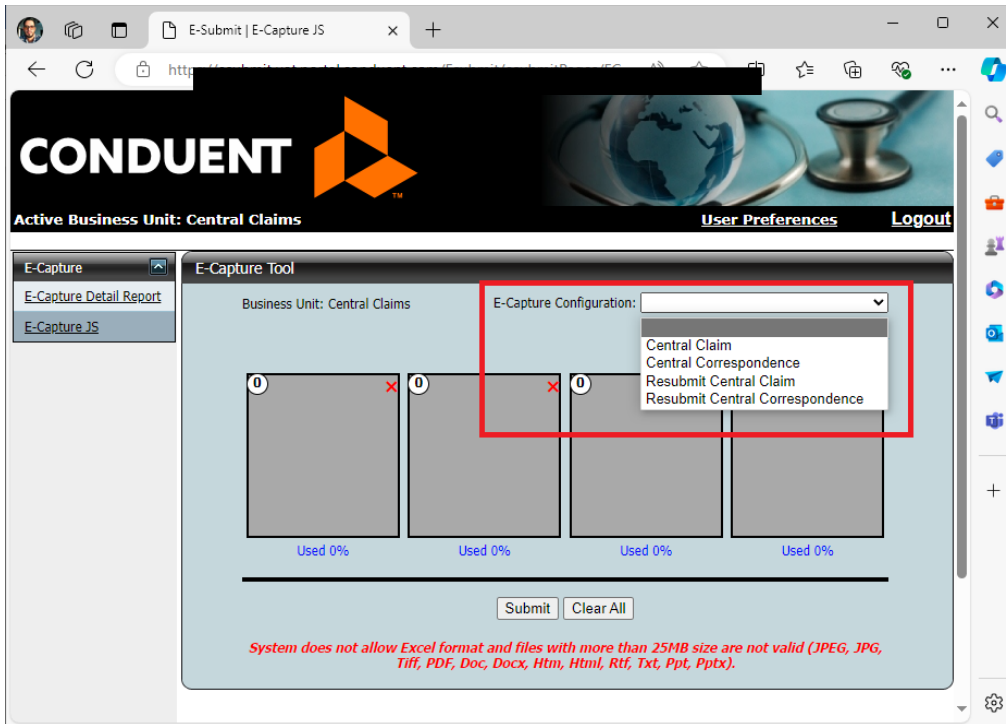 E-Submit | E-Capture JS
CONDUENT
TM
Active Business Unit: Central Claims
User Preferences
Logout
E-Capture
E-Capture Detail Report
E-Capture JS
E-Capture Tool
Business Unit: Central Claims
E-Capture Configuration:
Central Claim
Central Correspondence
Resubmit Central Claim
Resubmit Central Correspondence
0
0
0
Used 0%
Used 0%
Used 0%
Used 0%
Submit
Clear All
System does not allow Excel format and files with more than 25MB size are not valid (JPEG, JPG,
Tiff, PDF, Doc, Docx, Htm, Html, Rtf, Txt, Ppt, Pptx).